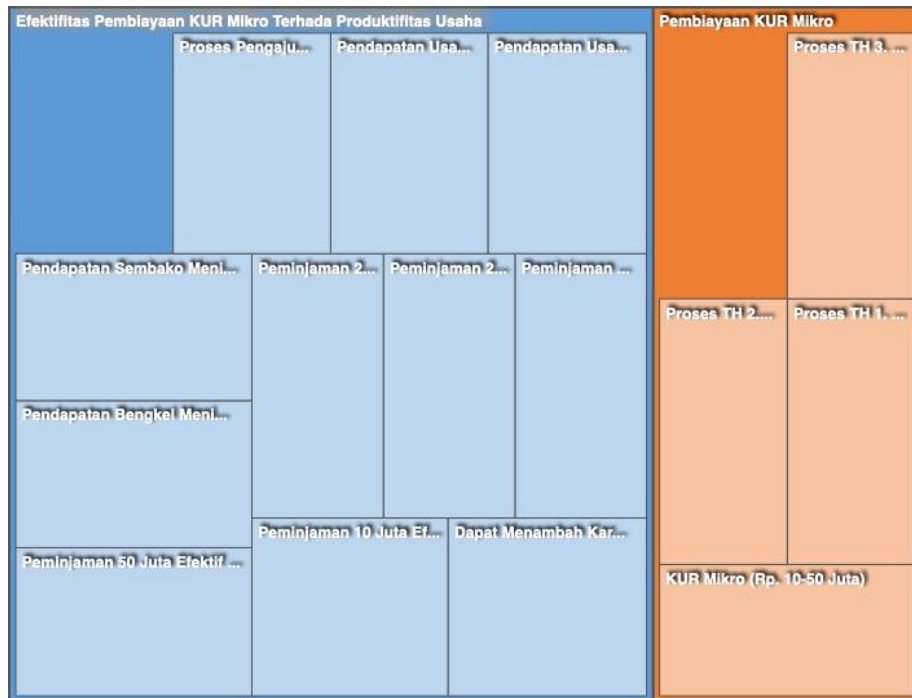 Efektifitas Pembiayaan KUR Mikro Terhada Produktifitas Usaha
Proses Pengaju...
Pendapatan Usa...
Pendapatan Usa...
Pendapatan Sembako Meni...
Peminjaman 2...
Peminjaman 2...
Peminjaman ...
Pendapatan Bengkel Meni...
Peminjaman 50 Juta Efektif ...
Peminjaman 10 Juta Ef...
Dapat Menambah Kar...
Pembiayaan KUR Mikro
Proses TH 3. ...
Proses TH 2....
Proses TH 1. ...
KUR Mikro (Rp. 10-50 Juta)